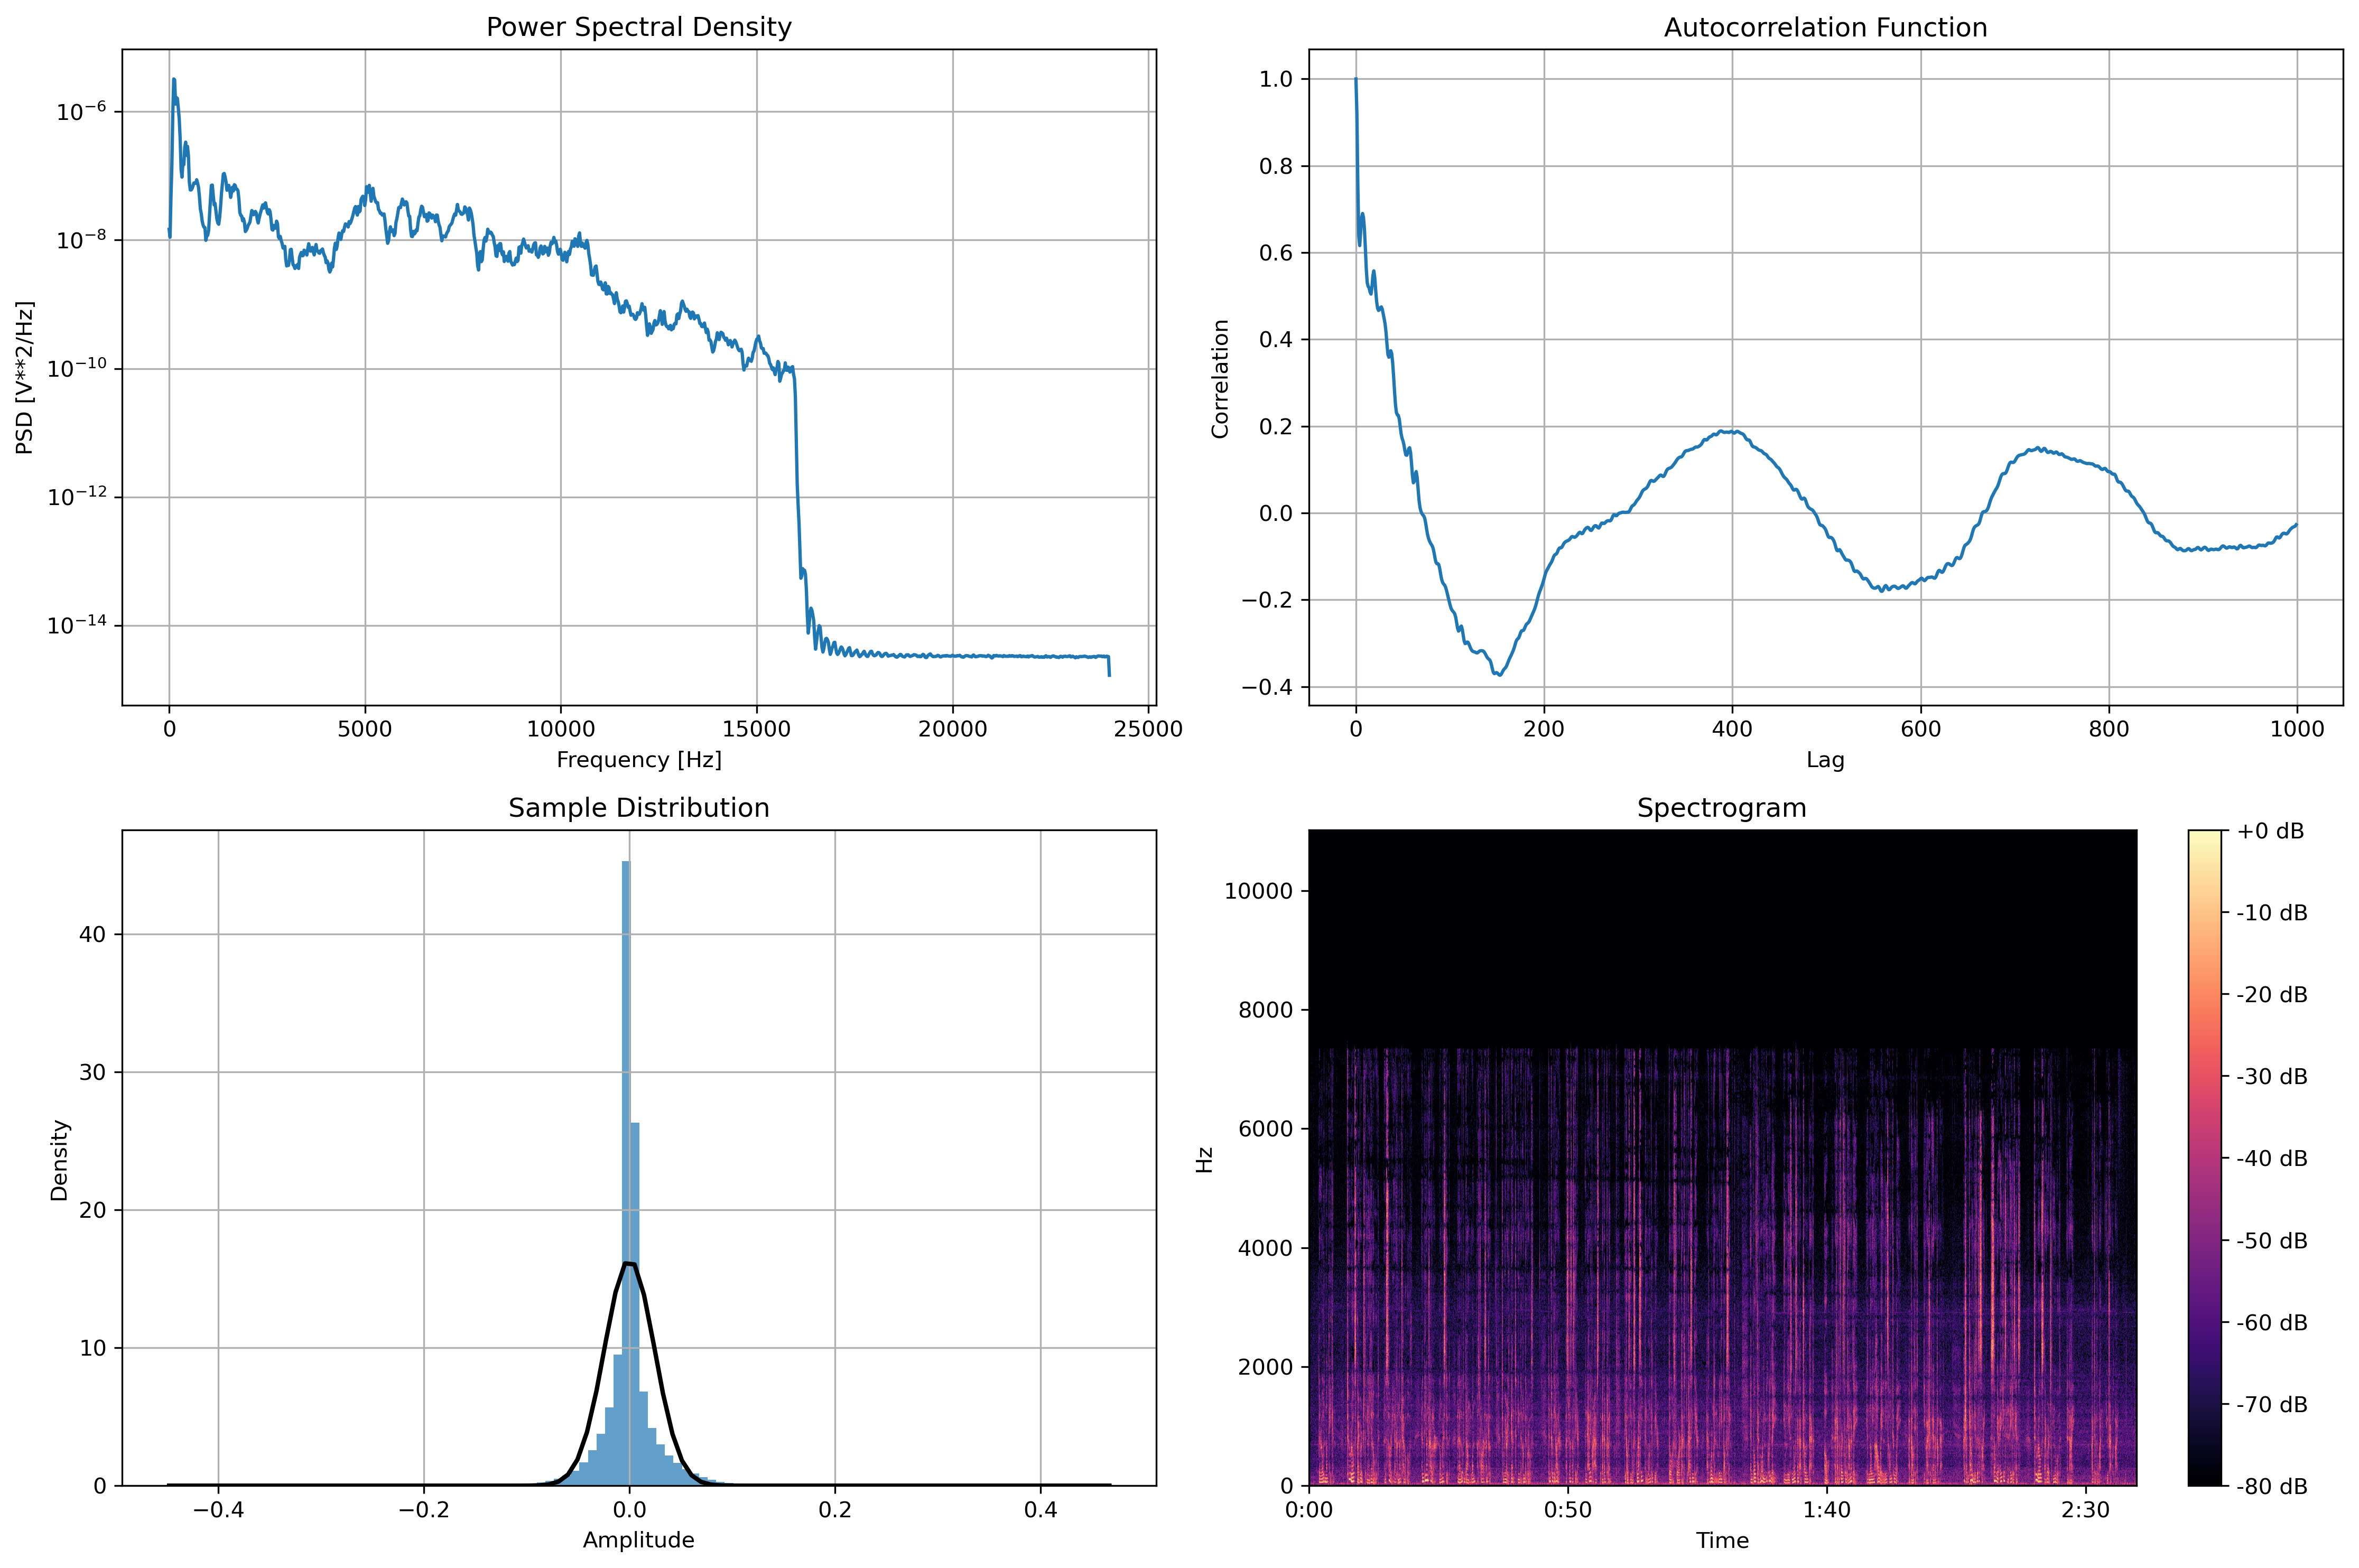 Power Spectral Density
10⁻⁶
10⁻⁸
10⁻¹⁰
10⁻¹²
10⁻¹⁴
PSD [V**2/Hz]
0 5000 10000 15000 20000 25000
Frequency [Hz]
Autocorrelation Function
1.0
0.8
0.6
0.4
0.2
0.0
−0.2
−0.4
Correlation
0 200 400 600 800 1000
Lag
Sample Distribution
40
30
20
10
0
Density
−0.4 −0.2 0.0 0.2 0.4
Amplitude
Spectrogram
10000
8000
6000
4000
2000
0
Hz
0:00 0:50 1:40 2:30
Time
+0 dB
-10 dB
-20 dB
-30 dB
-40 dB
-50 dB
-60 dB
-70 dB
-80 dB